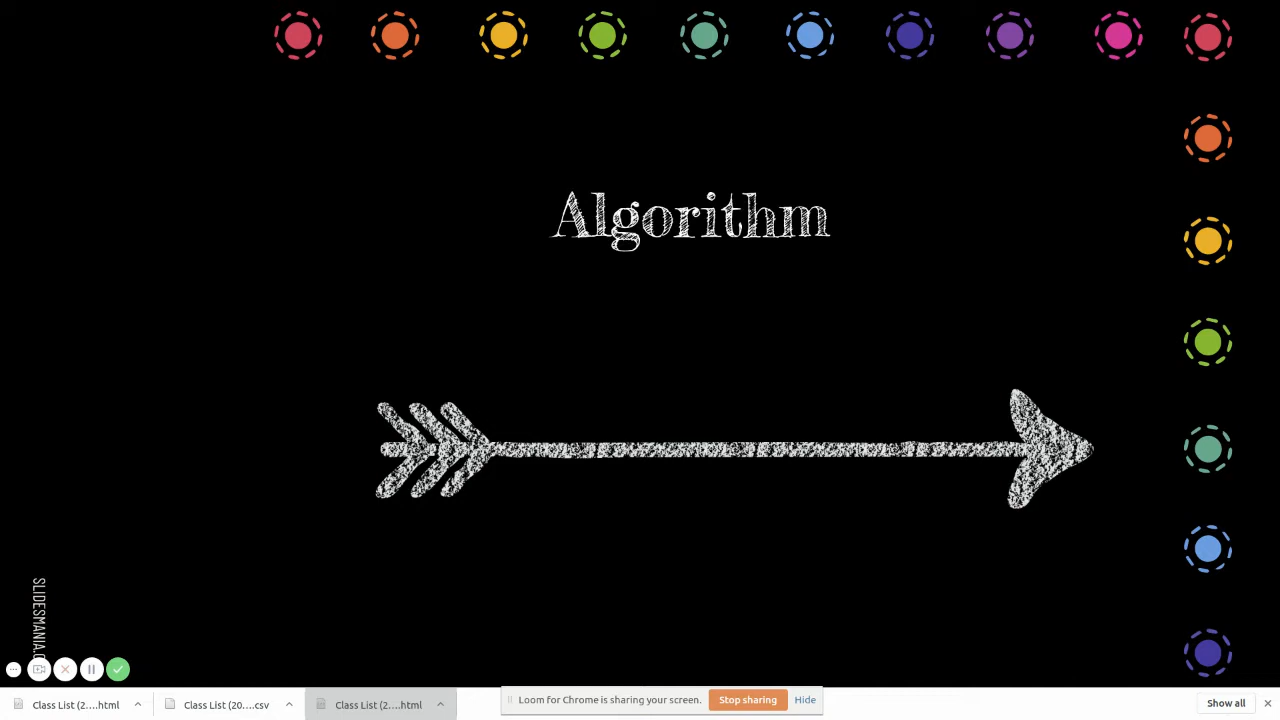 Algorithm
SLIDESMANIA.C
Class List (2....html
Class List (20....csv
Class List (2....html
Loom for Chrome is sharing your screen.
Stop sharing
Hide
Show all